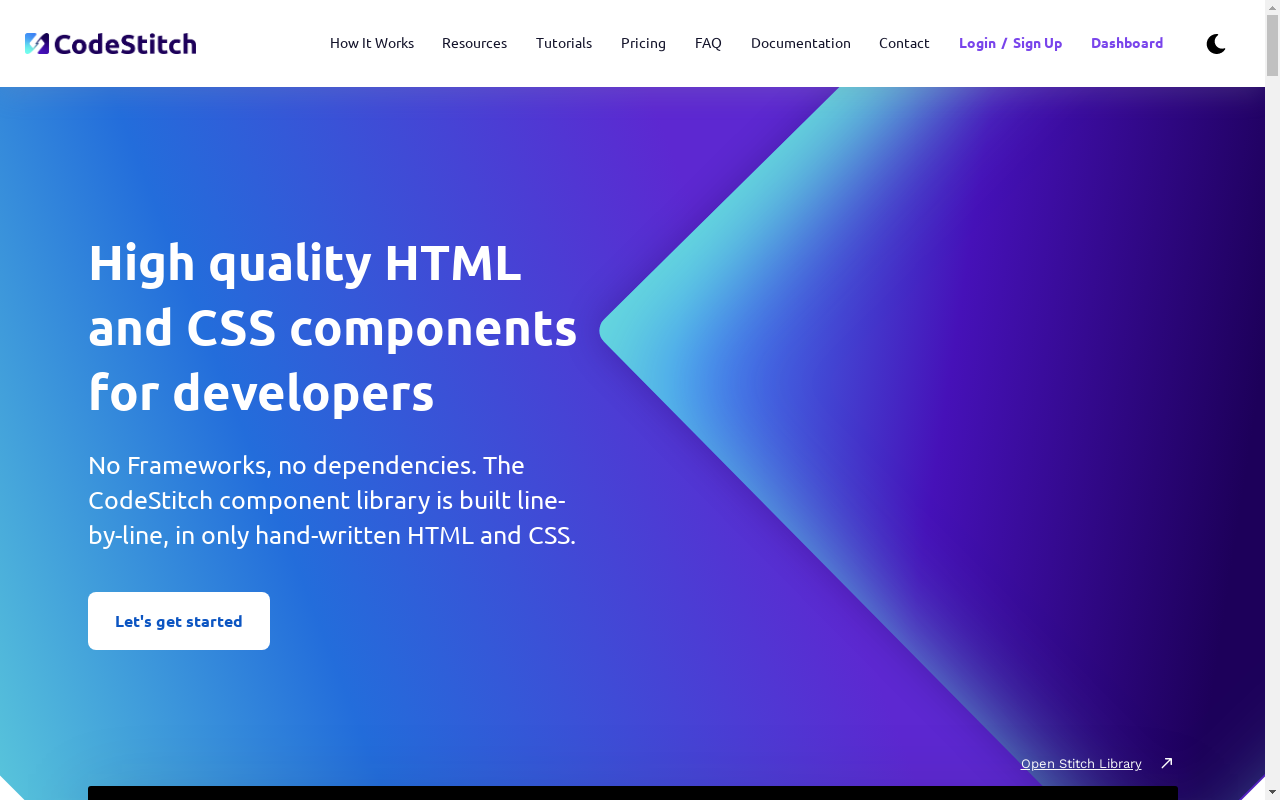 CodeStitch
How It Works
Resources
Tutorials
Pricing
FAQ
Documentation
Contact
Login / Sign Up
Dashboard
High quality HTML
and CSS components
for developers
No Frameworks, no dependencies. The
CodeStitch component library is built line-
by-line, in only hand-written HTML and CSS.
Let's get started
Open Stitch Library